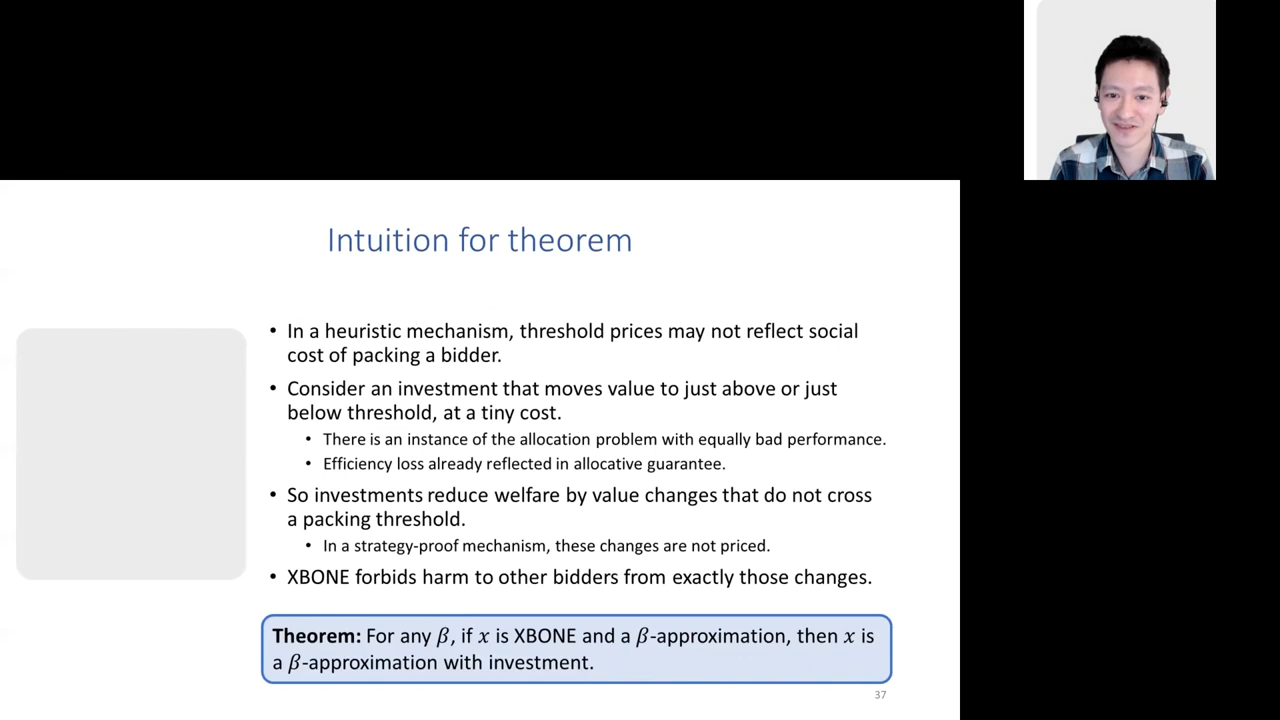 Intuition for theorem
• In a heuristic mechanism, threshold prices may not reflect social
cost of packing a bidder.
• Consider an investment that moves value to just above or just
below threshold, at a tiny cost.
• There is an instance of the allocation problem with equally bad performance.
• Efficiency loss already reflected in allocative guarantee.
• So investments reduce welfare by value changes that do not cross
a packing threshold.
• In a strategy-proof mechanism, these changes are not priced.
• XBONE forbids harm to other bidders from exactly those changes.
Theorem: For any β, if x is XBONE and a β-approximation, then x is
a β-approximation with investment.
37